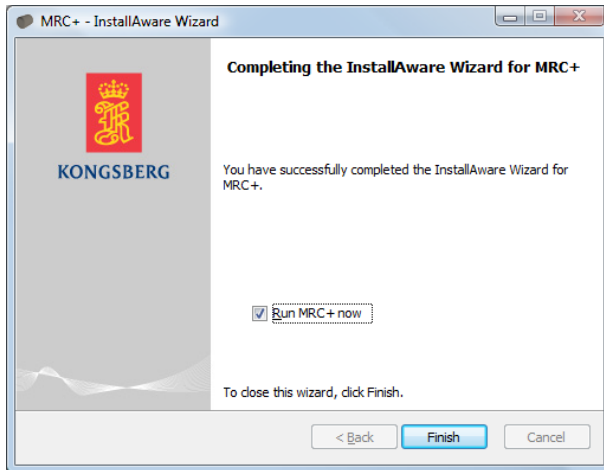 MRC+ - InstallAware Wizard
Completing the InstallAware Wizard for MRC+
KONGSBERG
You have successfully completed the InstallAware Wizard for
MRC+.
Run MRC+ now
To close this wizard, click Finish.
< Back
Finish
Cancel